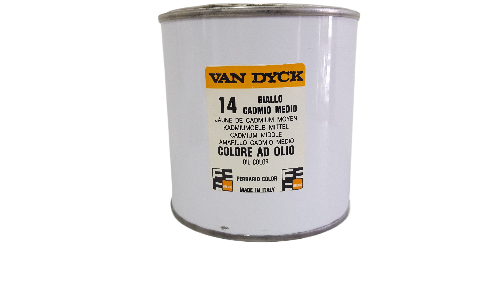 VAN DYCK
14 GIALLO
CADMIO MEDIO
JAUNE DE CADMIUM MOYEN
KADMIUMGELB MITTEL
CADMIUM MIDDLE
AMARILLO CADMIO MEDIO
COLORE AD OLIO
OIL COLOR
FERRARIO COLOR
MADE IN ITALY